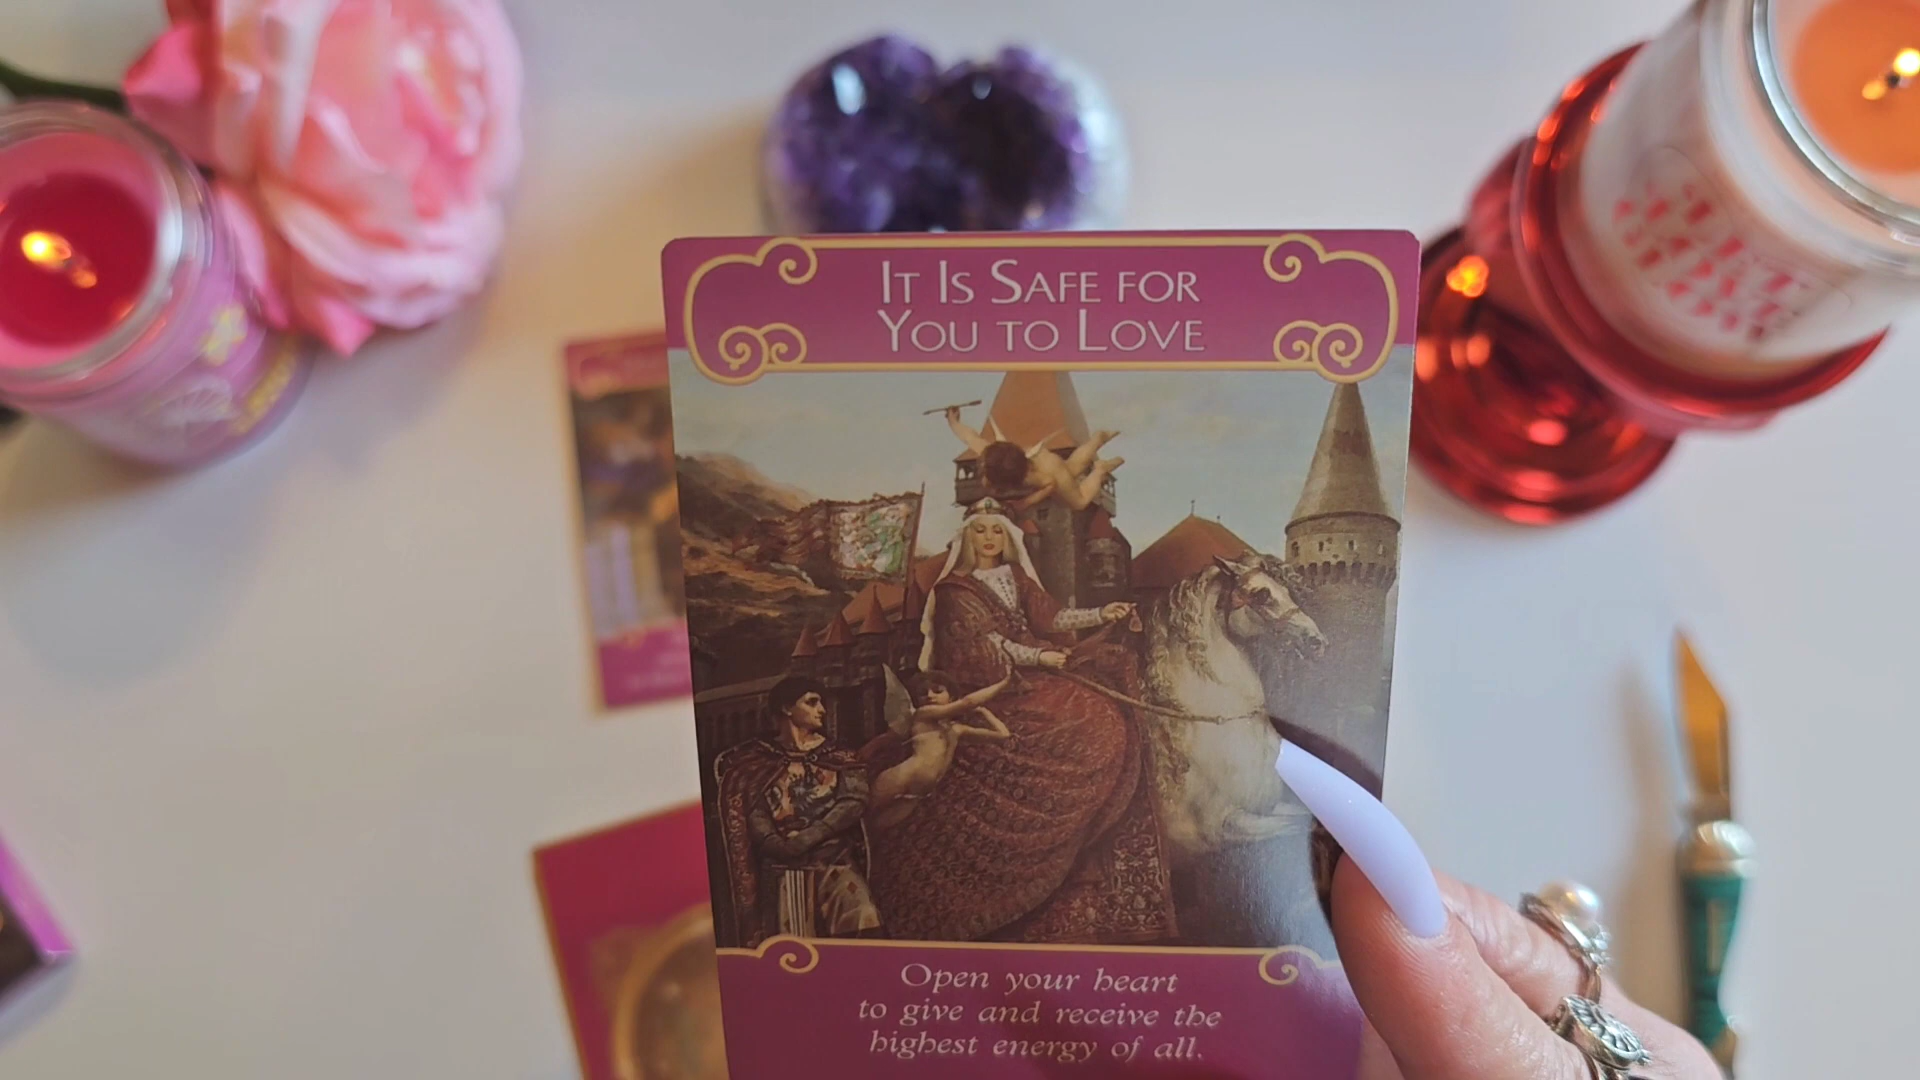 IT IS SAFE FOR
YOU TO LOVE
Open your heart
to give and receive the
highest energy of all.